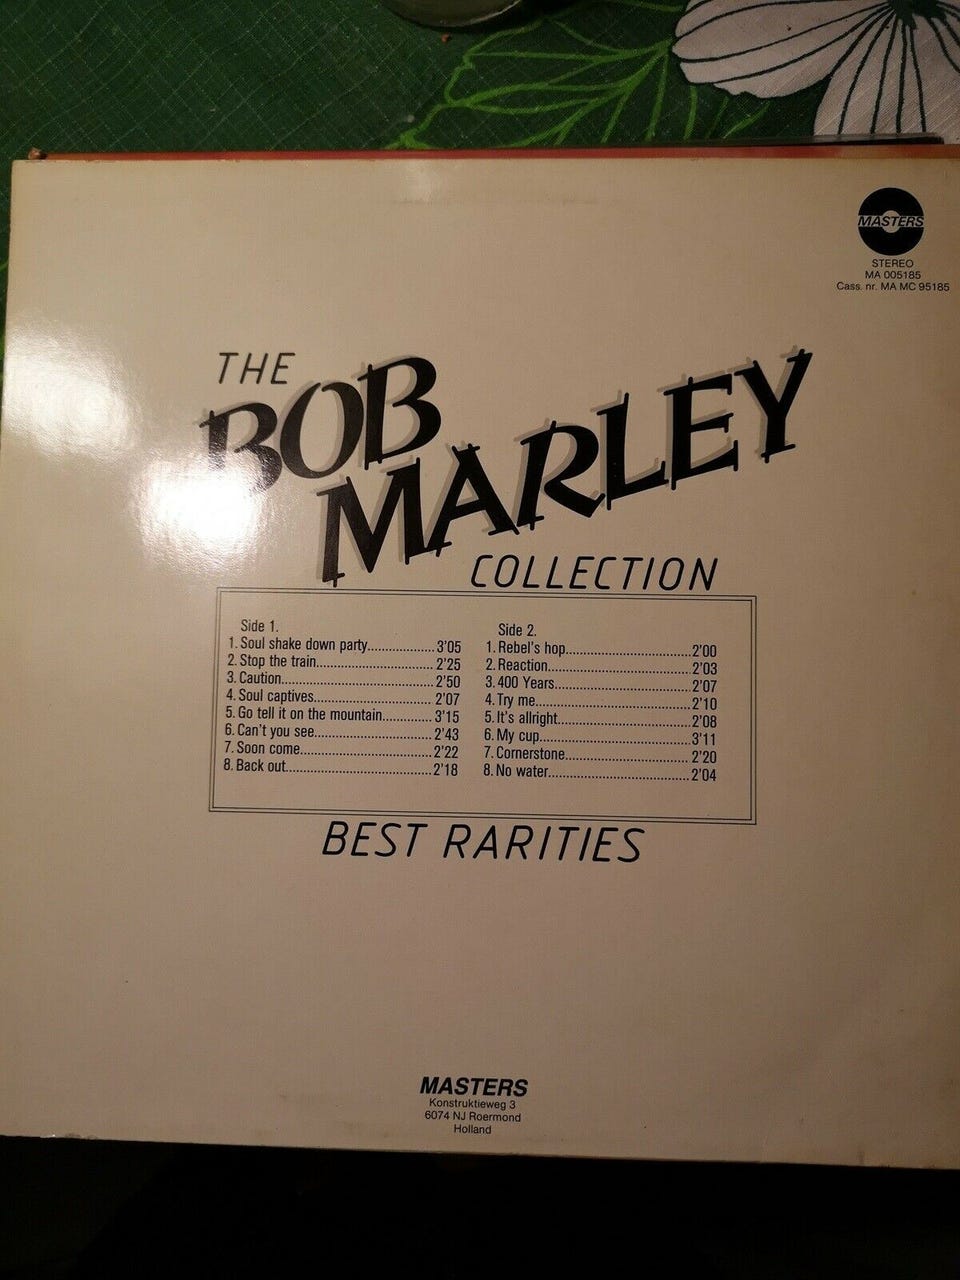 MASTERS
STEREO
MA 005185
Cass. nr. MA MC 95185
THE
BOB
MARLEY
COLLECTION
Side 1.
1. Soul shake down party.................. 3'05
2. Stop the train................................ 2'25
3. Caution.......................................... 2'50
4. Soul captives................................. 2'07
5. Go tell it on the mountain............. 3'15
6. Can't you see................................ 2'43
7. Soon come.................................... 2'22
8. Back out........................................ 2'18
Side 2.
1. Rebel's hop................................... 2'00
2. Reaction........................................ 2'03
3. 400 Years...................................... 2'07
4. Try me........................................... 2'10
5. It's allright..................................... 2'08
6. My cup.......................................... 3'11
7. Cornerstone.................................. 2'20
8. No water....................................... 2'04
BEST RARITIES
MASTERS
Konstruktieweg 3
6074 NJ Roermond
Holland